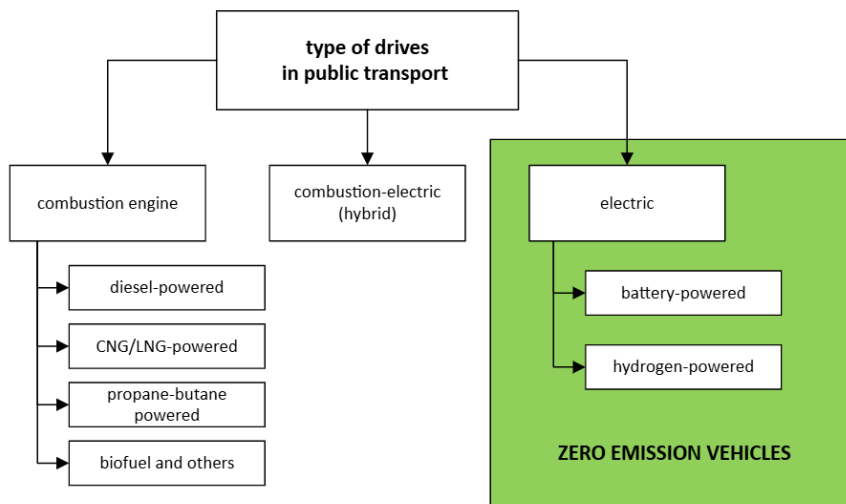 type of drives
in public transport
combustion engine
combustion-electric
(hybrid)
electric
diesel-powered
CNG/LNG-powered
propane-butane
powered
biofuel and others
battery-powered
hydrogen-powered
ZERO EMISSION VEHICLES